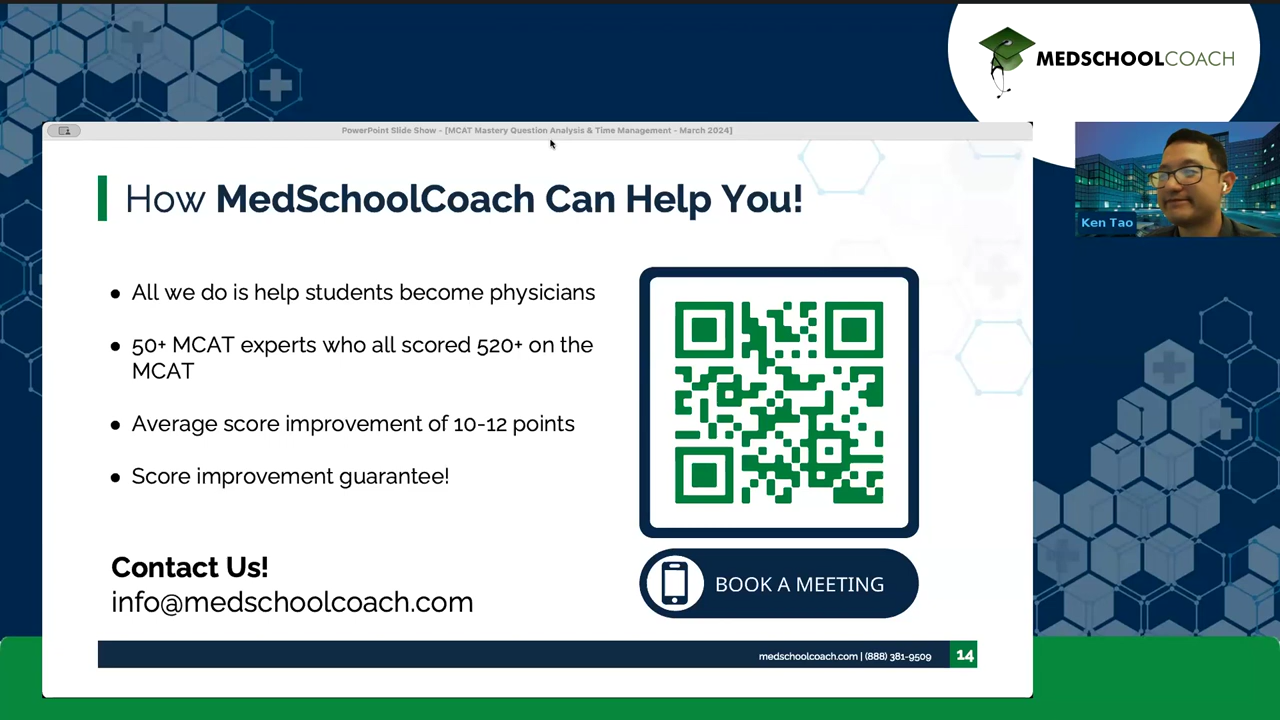 MEDSCHOOLCOACH
PowerPoint Slide Show - [MCAT Mastery Question Analysis & Time Management - March 2024]
Ken Tao
How MedSchoolCoach Can Help You!
• All we do is help students become physicians
• 50+ MCAT experts who all scored 520+ on the
MCAT
• Average score improvement of 10-12 points
• Score improvement guarantee!
Contact Us!
info@medschoolcoach.com
BOOK A MEETING
medschoolcoach.com | (888) 381-9509
14